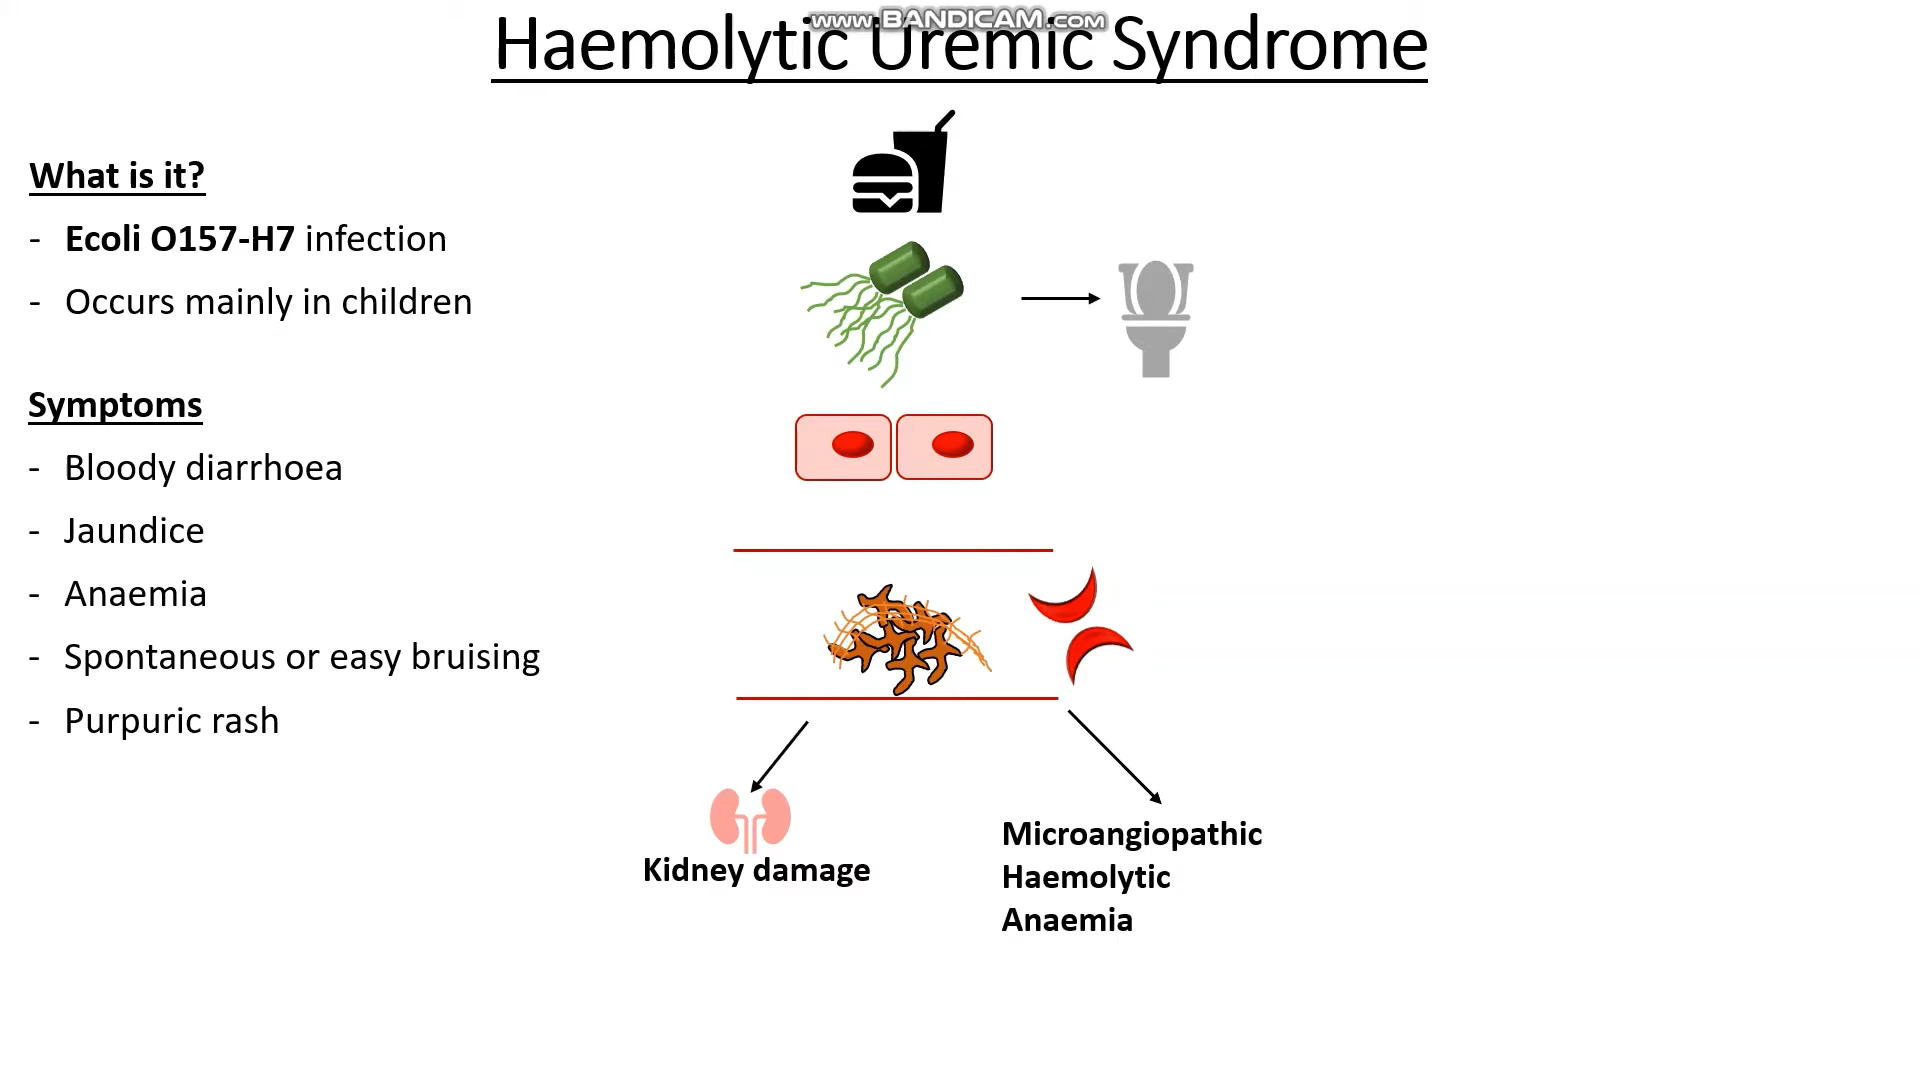 www.BANDICAM.com
Haemolytic Uremic Syndrome
What is it?
- Ecoli O157-H7 infection
- Occurs mainly in children
Symptoms
- Bloody diarrhoea
- Jaundice
- Anaemia
- Spontaneous or easy bruising
- Purpuric rash
Kidney damage
Microangiopathic
Haemolytic
Anaemia